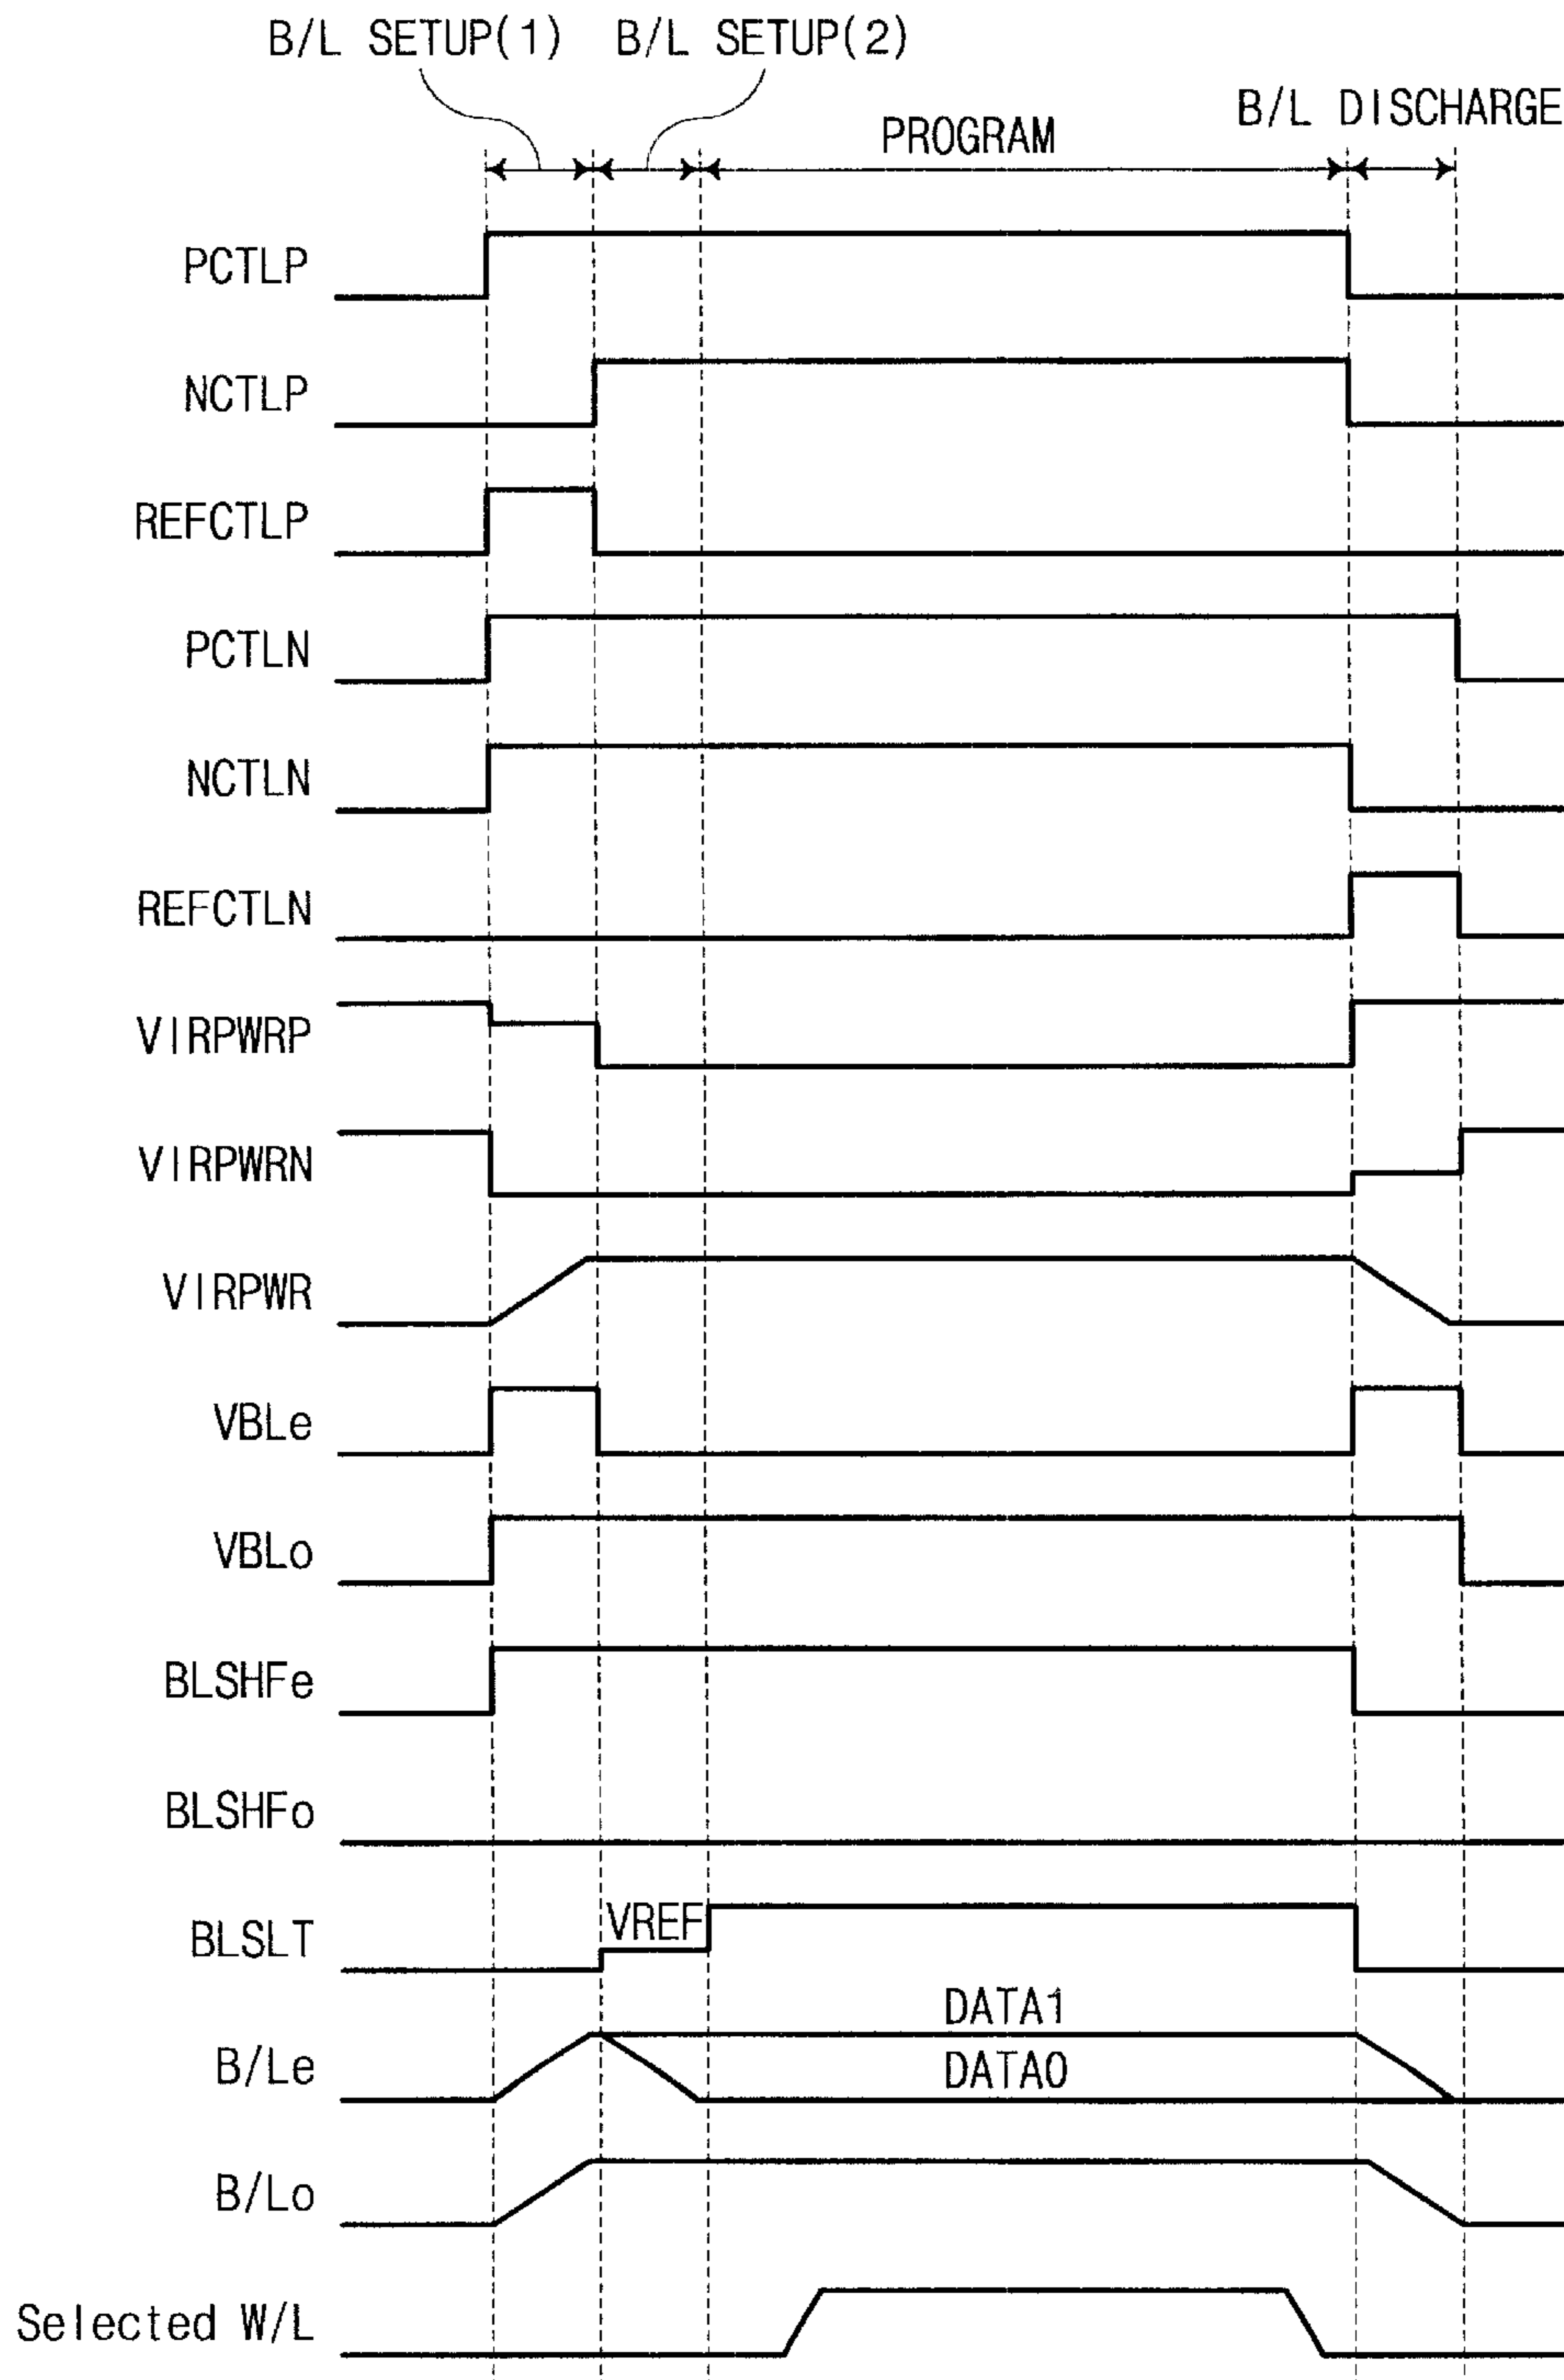 B/L SETUP(1) B/L SETUP(2)
B/L DISCHARGE
PROGRAM
PCTLP
NCTLP
REFCTLP
PCTLN
NCTLN
REFCTLN
VIRPWRP
VIRPWRN
VIRPWR
VBLe
VBLo
BLSHFe
BLSHFo
BLSLT VREF
DATA1
B/Le DATA0
B/Lo
Selected W/L